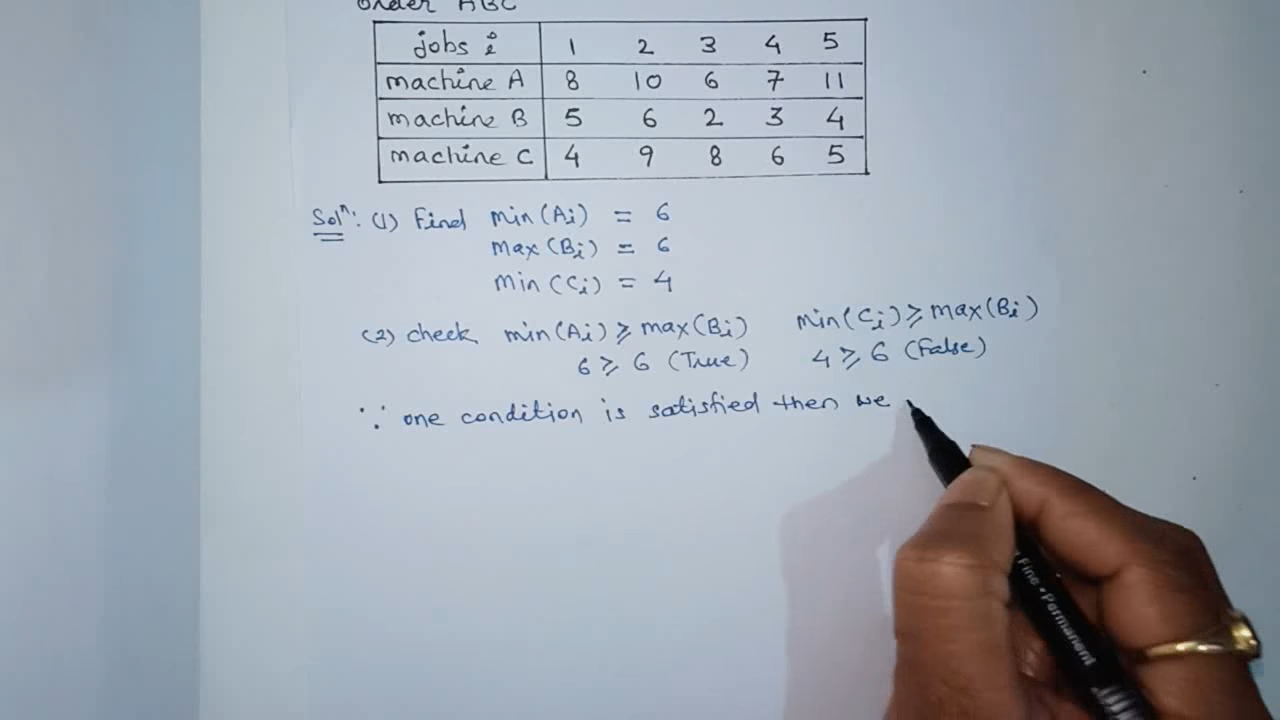 order ABC
jobs i 1 2 3 4 5
machine A 8 10 6 7 11
machine B 5 6 2 3 4
machine C 4 9 8 6 5
Solⁿ: (1) Find min(Aᵢ) = 6
max(Bᵢ) = 6
min(Cᵢ) = 4
(2) check min(Aᵢ) ⩾ max(Bᵢ) min(Cᵢ) ⩾ max(Bᵢ)
6 ⩾ 6 (True) 4 ⩾ 6 (False)
∵ one condition is satisfied then we
Fine • Permanent